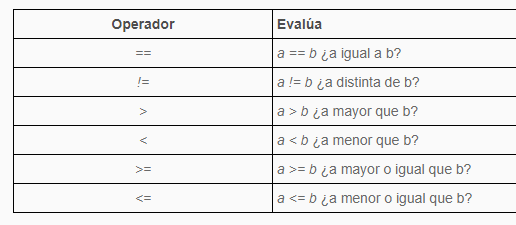 Operador Evalúa
== a == b ¿a igual a b?
!= a != b ¿a distinta de b?
> a > b ¿a mayor que b?
< a < b ¿a menor que b?
>= a >= b ¿a mayor o igual que b?
<= a <= b ¿a menor o igual que b?